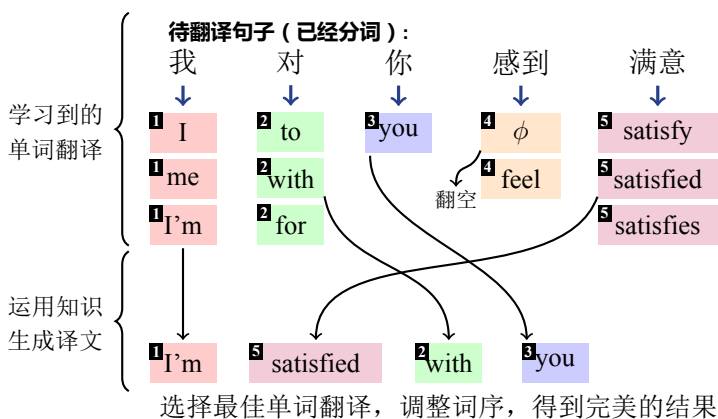 待翻译句子（已经分词）:
我 对 你 感到 满意
学习到的
单词翻译
1 I 2 to 3 you 4 ϕ 5 satisfy
1 me 2 with 4 feel 5 satisfied
翻空
1 I'm 2 for 5 satisfies
运用知识
生成译文
1 I'm 5 satisfied 2 with 3 you
选择最佳单词翻译，调整词序，得到完美的结果